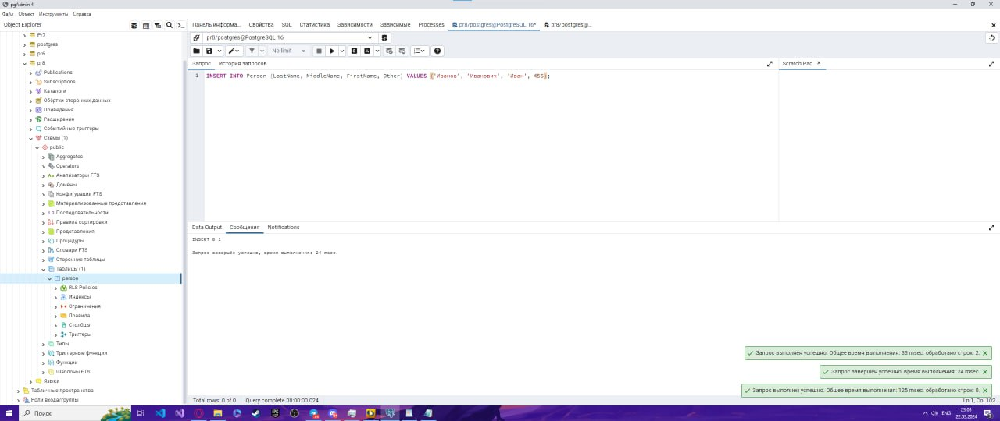 pgAdmin 4
Файл Объект Инструменты Справка
Object Explorer
Pr7
postgres
pr6
pr8
Publications
Subscriptions
Каталоги
Обёртки сторонних данных
Приведения
Расширения
Событийные триггеры
Схемы (1)
public
Aggregates
Operators
Анализаторы FTS
Домены
Конфигурации FTS
Материализованные представления
1..3 Последовательности
Правила сортировки
Представления
Процедуры
Словари FTS
Сторонние таблицы
Таблицы (1)
person
RLS Policies
Индексы
Ограничения
Правила
Столбцы
Триггеры
Типы
Триггерные функции
Функции
Шаблоны FTS
Языки
Табличные пространства
Роли входа/группы
Панель информа... Свойства SQL Статистика Зависимости Зависимые Processes pr8/postgres@PostgreSQL 16* pr8/postgres@...
pr8/postgres@PostgreSQL 16
No limit
Запрос История запросов
Scratch Pad
1 INSERT INTO Person (LastName, MiddleName, FirstName, Other) VALUES ('Иванов', 'Иванович', 'Иван', 456);
Data Output Сообщения Notifications
INSERT 0 1
Запрос завершён успешно, время выполнения: 24 msec.
Запрос выполнен успешно. Общее время выполнения: 33 msec. обработано строк: 2.
Запрос завершён успешно, время выполнения: 24 msec.
Запрос выполнен успешно. Общее время выполнения: 125 msec. обработано строк: 0.
Total rows: 0 of 0 Query complete 00:00:00.024 Ln 1, Col 102
Поиск
ENG
23:03
22.03.2024